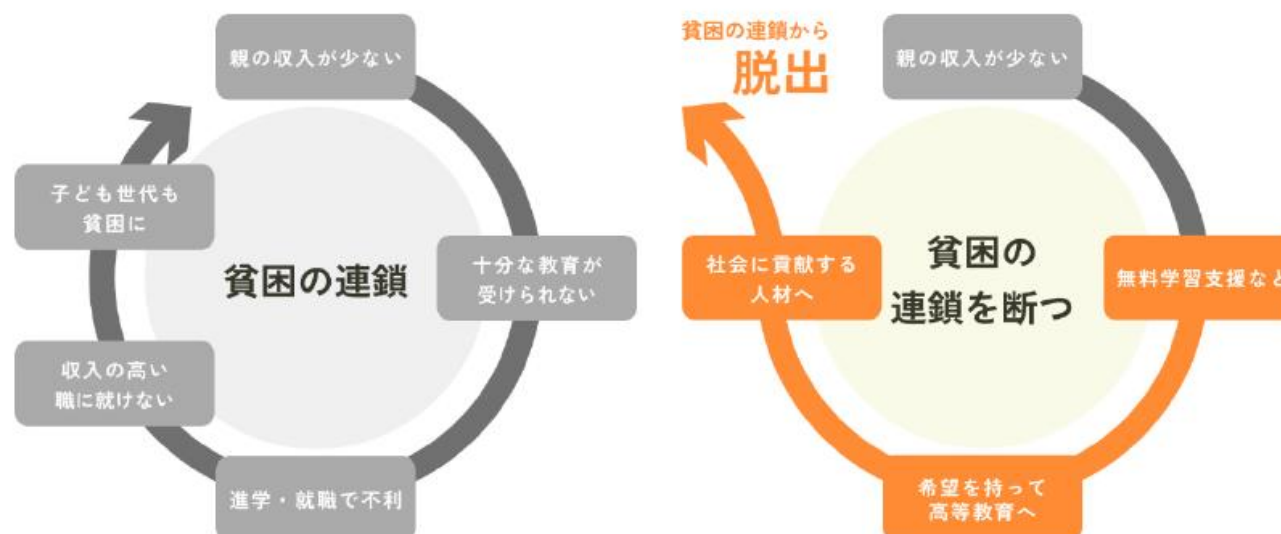 親の収入が少ない
十分な教育が
受けられない
進学・就職で不利
収入の高い
職に就けない
子ども世代も
貧困に
貧困の連鎖
貧困の連鎖から
脱出
親の収入が少ない
無料学習支援など
希望を持って
高等教育へ
社会に貢献する
人材へ
貧困の
連鎖を断つ